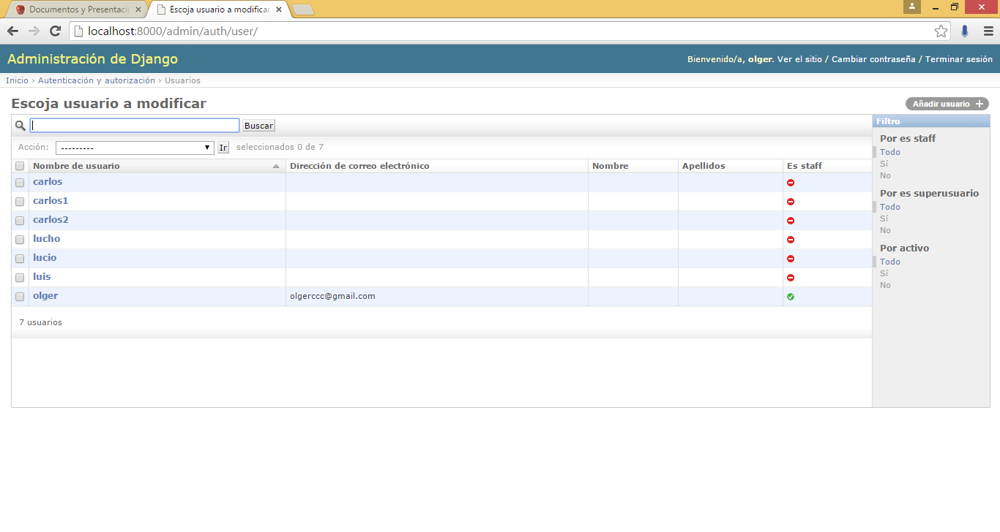 Documentos y Presentació
Escoja usuario a modificar
localhost:8000/admin/auth/user/
Administración de Django
Bienvenido/a, olger. Ver el sitio / Cambiar contraseña / Terminar sesión
Inicio › Autenticación y autorización › Usuarios
Escoja usuario a modificar
Añadir usuario +
Buscar
Acción: --------- Ir seleccionados 0 de 7
Nombre de usuario Dirección de correo electrónico Nombre Apellidos Es staff
carlos
carlos1
carlos2
lucho
lucio
luis
olger olgerccc@gmail.com
7 usuarios
Filtro
Por es staff
Todo
Sí
No
Por es superusuario
Todo
Sí
No
Por activo
Todo
Sí
No